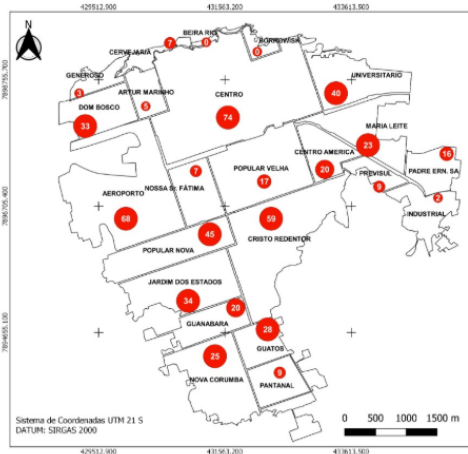 429512.900 431563.200 433613.500
N
BEIRA RIO
7
0
CERVEJARIA
BORROWISK
0
7898755.700
GENEROSO
UNIVERSITARIO
3
ARTUR MARINHO
CENTRO
40
DOM BOSCO
5
33
74
MARIA LEITE
23
16
CENTRO AMERICA
7
POPULAR VELHA
20
PREVISUL
PADRE ERN. SA
AEROPORTO
NOSSA Sr. FÁTIMA
17
9
2
7896705.400
68
59
INDUSTRIAL
45
CRISTO REDENTOR
POPULAR NOVA
JARDIM DOS ESTADOS
34
20
GUANABARA
28
7894655.100
25
GUATOS
NOVA CORUMBA
9
PANTANAL
Sistema de Coordenadas UTM 21 S
DATUM: SIRGAS 2000
0 500 1000 1500 m
429512.900 431563.200 433613.500